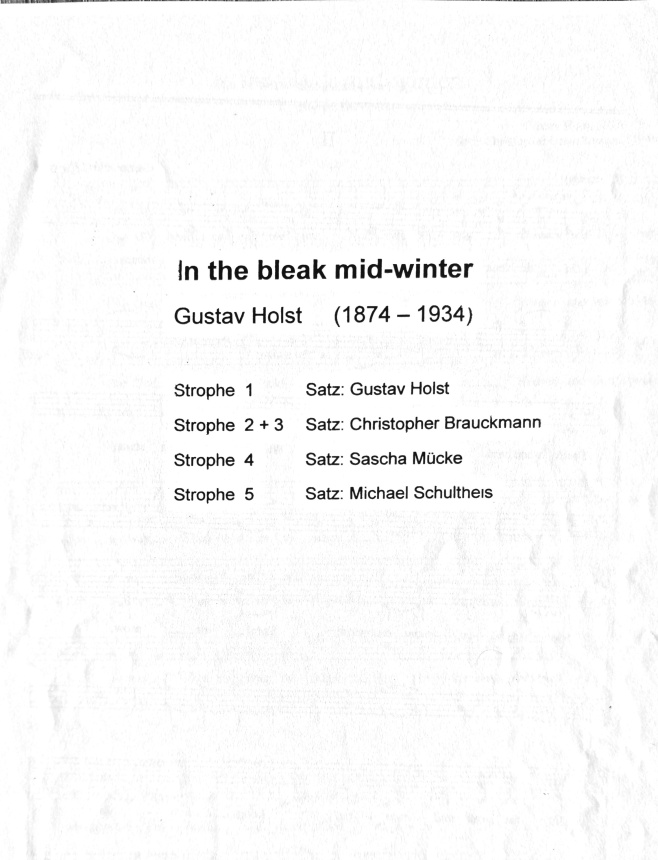 In the bleak mid-winter
Gustav Holst (1874 – 1934)
Strophe 1 Satz: Gustav Holst
Strophe 2 + 3 Satz: Christopher Brauckmann
Strophe 4 Satz: Sascha Mücke
Strophe 5 Satz: Michael Schultheis